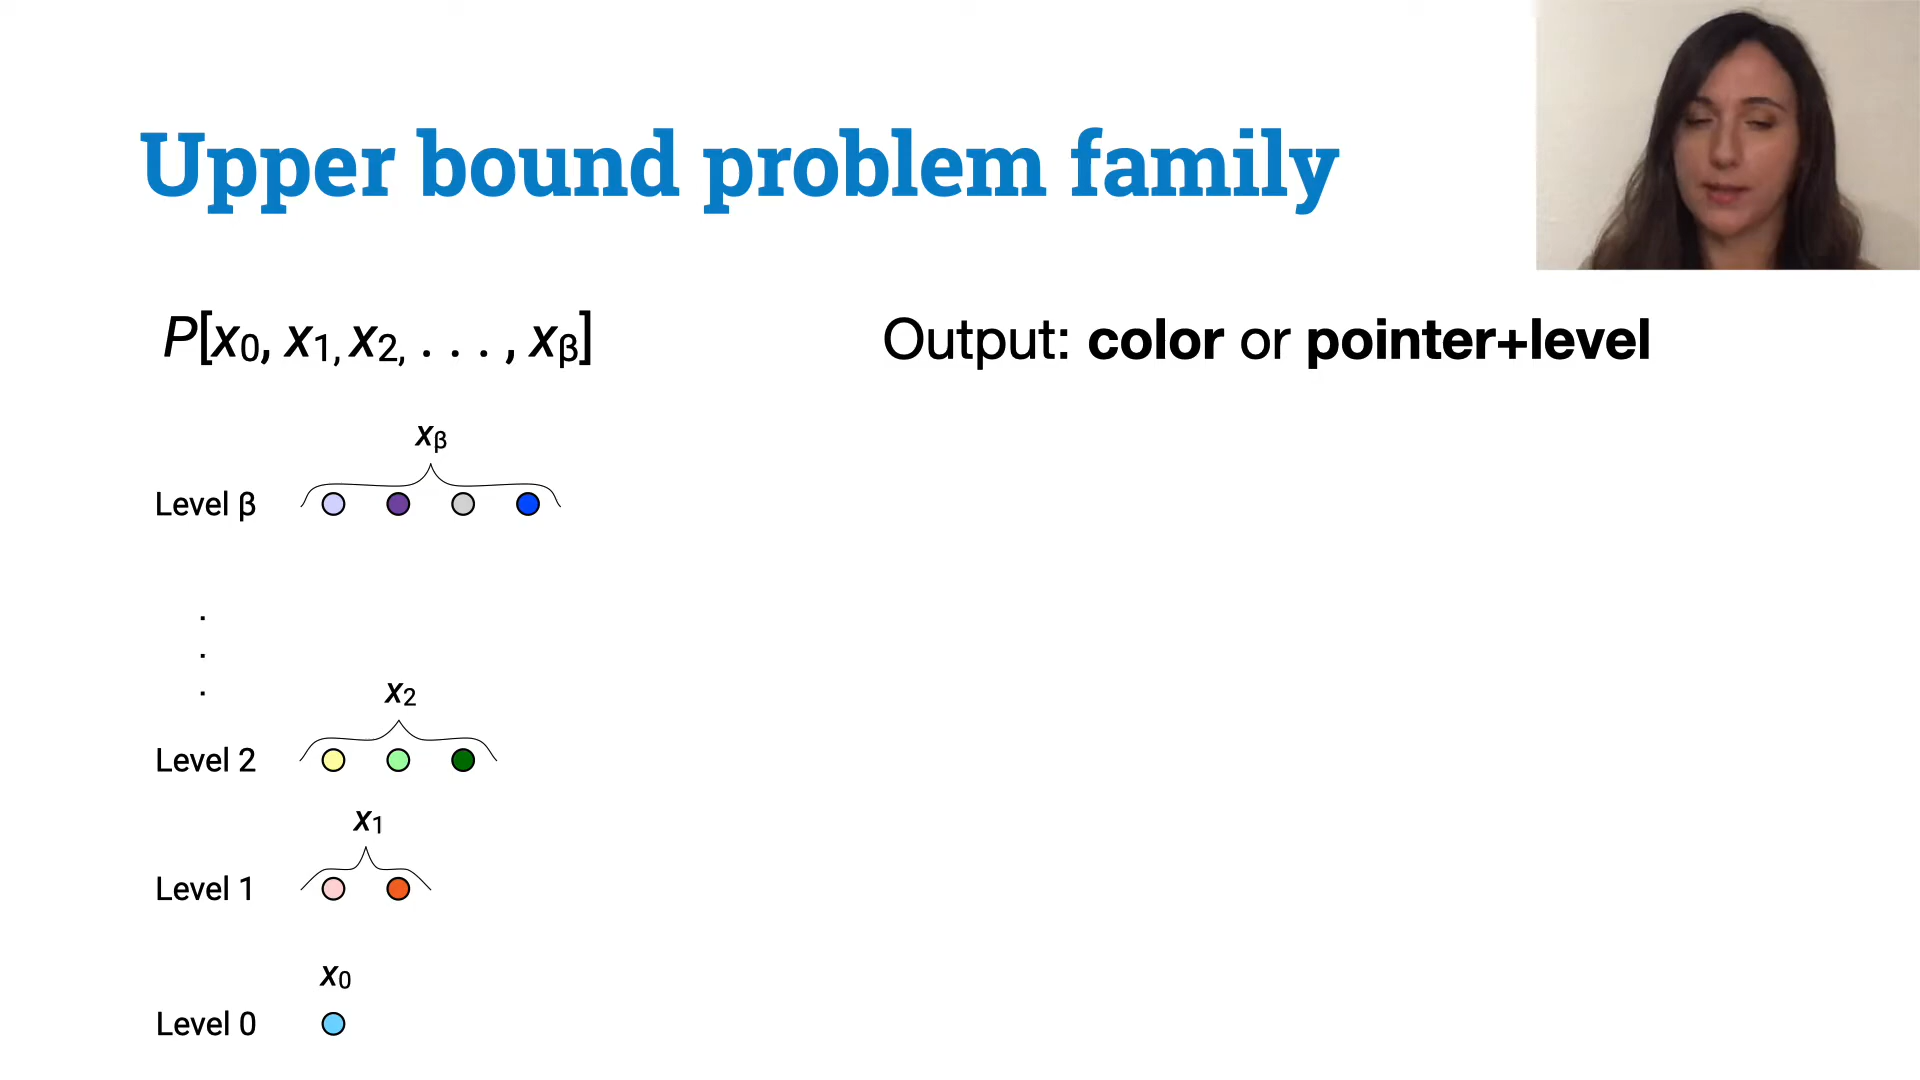 Upper bound problem family
P[x₀, x₁, x₂, . . . , xᵦ]
Output: color or pointer+level
xᵦ
Level β
.
.
.
x₂
Level 2
x₁
Level 1
x₀
Level 0